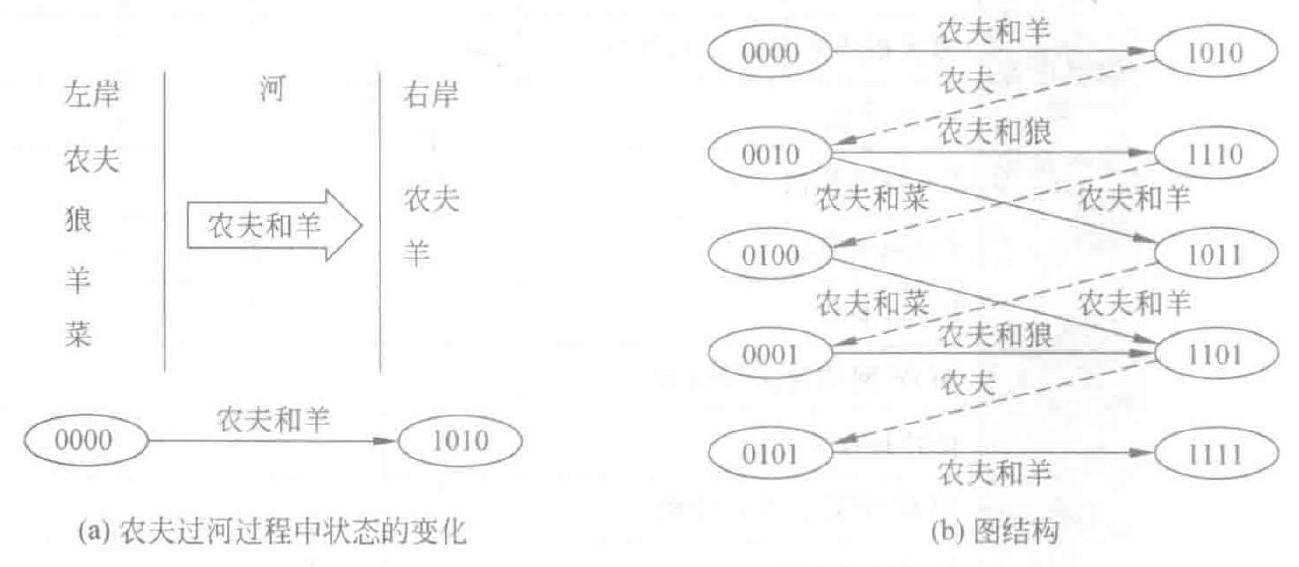 左岸 河 右岸
农夫
狼
羊
菜
农夫和羊
农夫
羊
0000 农夫和羊 1010
(a) 农夫过河过程中状态的变化
0000 农夫和羊 1010
农夫
0010 农夫和狼 1110
农夫和菜 农夫和羊
0100 1011
农夫和菜 农夫和羊
0001 农夫和狼 1101
农夫
0101 农夫和羊 1111
(b) 图结构